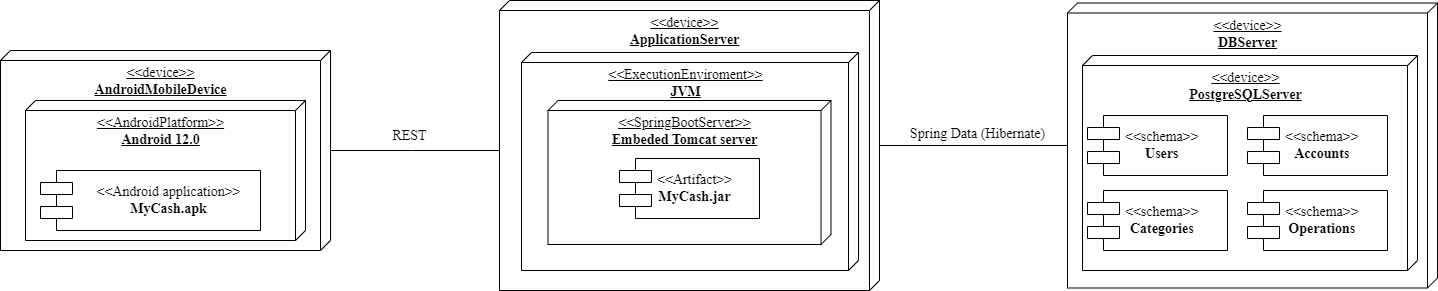 <<device>>
AndroidMobileDevice
<<AndroidPlatform>>
Android 12.0
<<Android application>>
MyCash.apk
REST
<<device>>
ApplicationServer
<<ExecutionEnviroment>>
JVM
<<SpringBootServer>>
Embeded Tomcat server
<<Artifact>>
MyCash.jar
Spring Data (Hibernate)
<<device>>
DBServer
<<device>>
PostgreSQLServer
<<schema>>
Users
<<schema>>
Accounts
<<schema>>
Categories
<<schema>>
Operations